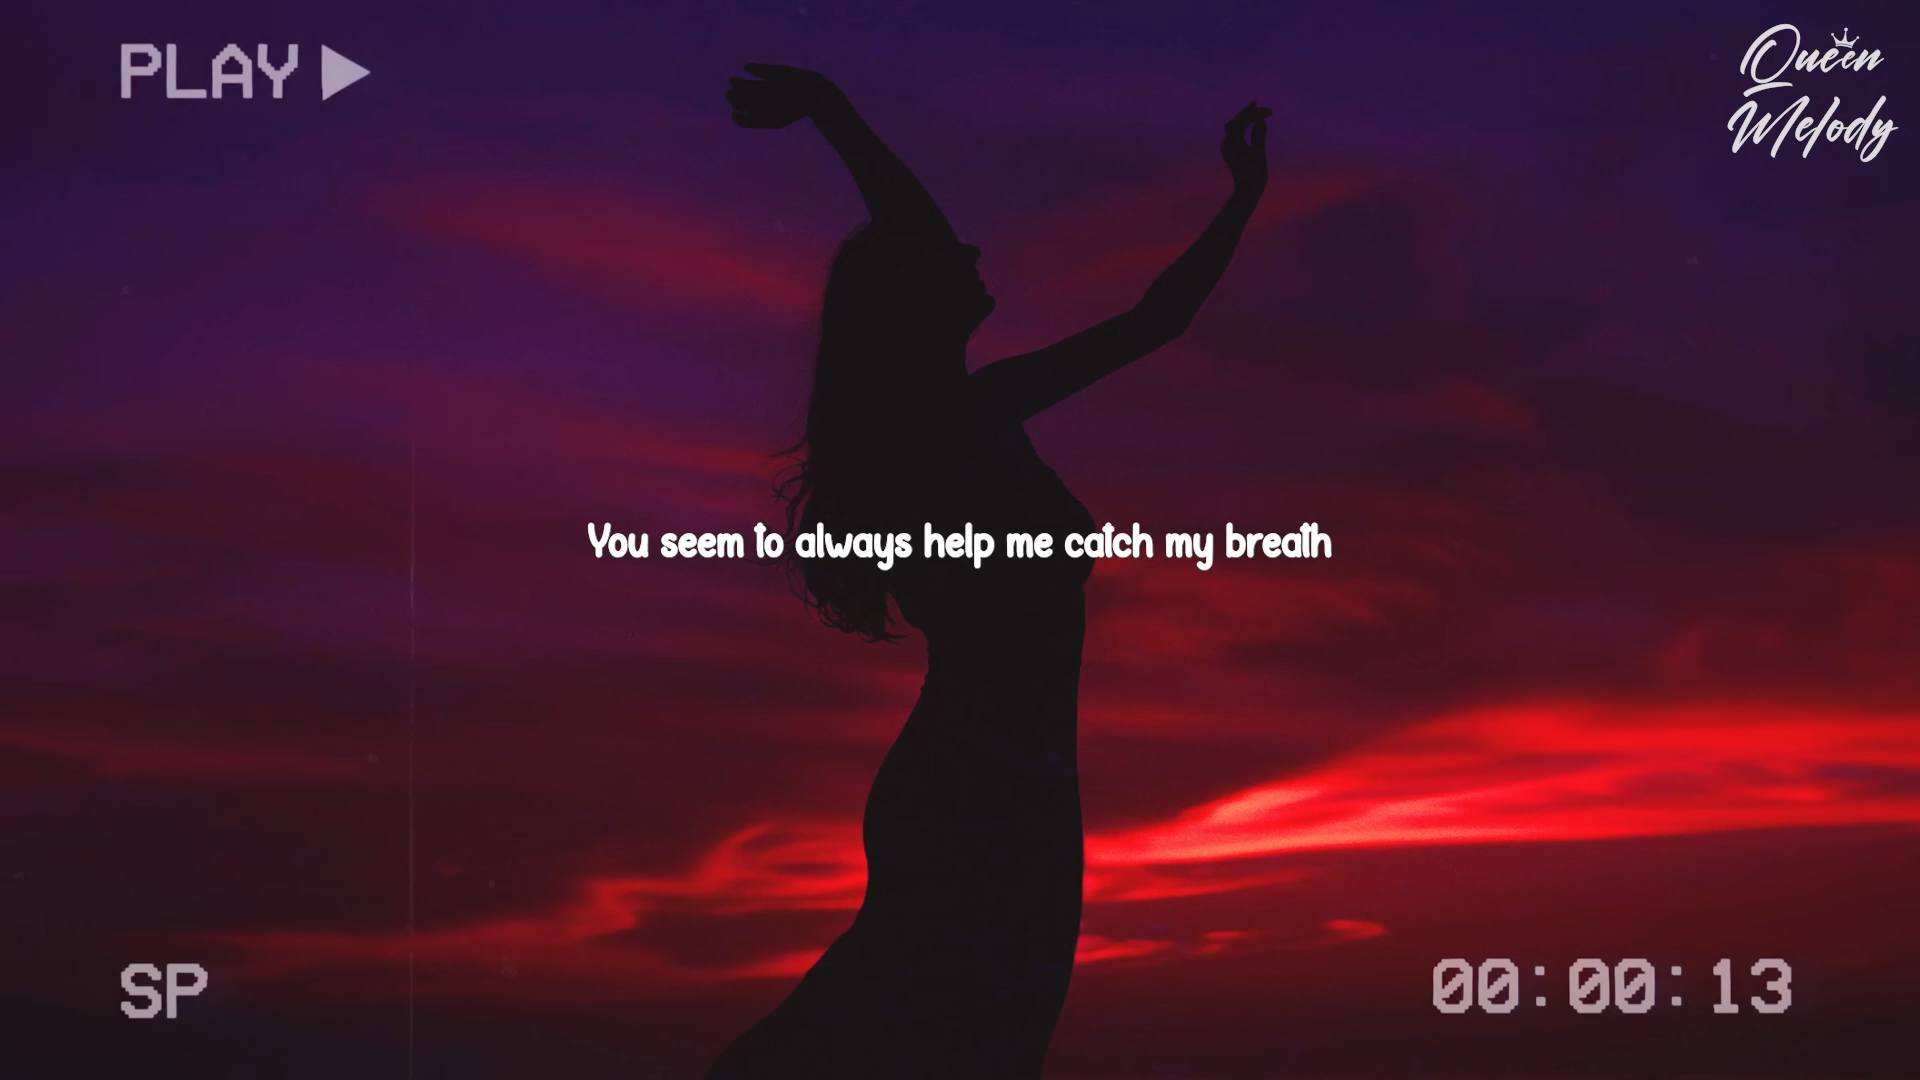 PLAY
Queen
Melody
You seem to always help me catch my breath
SP
00:00:13